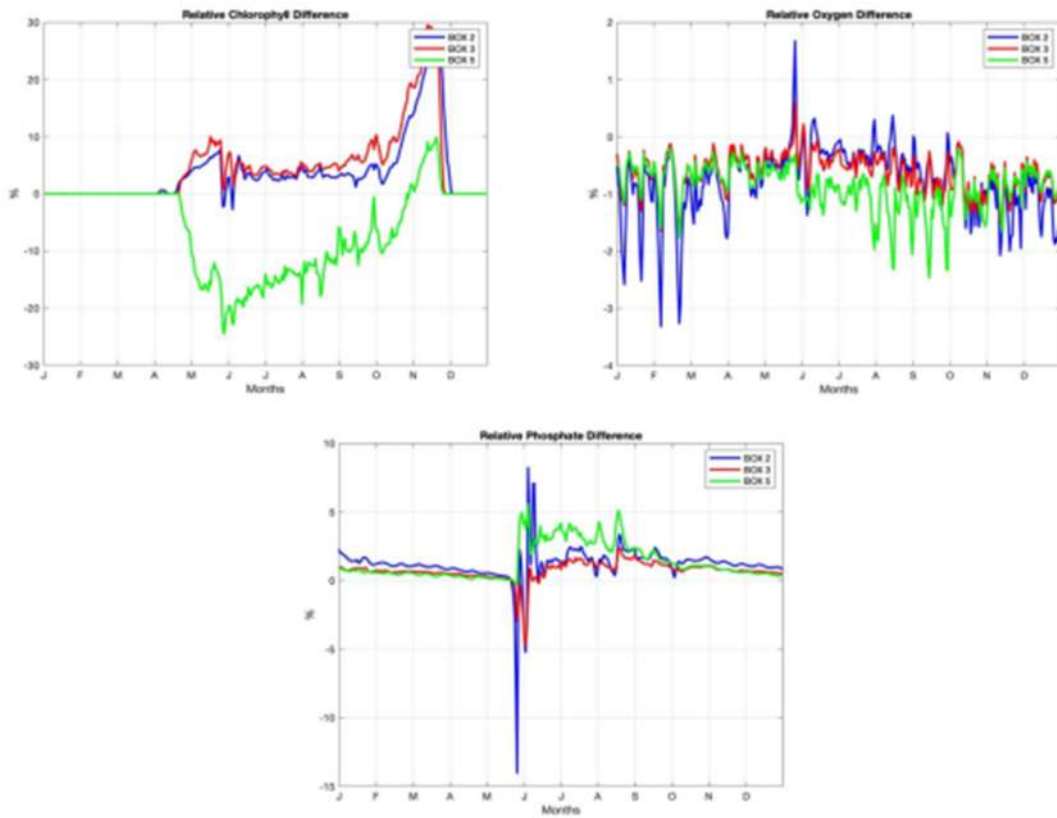 Relative Chlorophyll Difference
30
20
10
0
-10
-20
-30
%
BOX 2
BOX 3
BOX 5
J F M A M J J A S O N D
Months
Relative Oxygen Difference
2
1
0
-1
-2
-3
-4
%
BOX 2
BOX 3
BOX 5
J F M A M J J A S O N D
Months
Relative Phosphate Difference
10
5
0
-5
-10
-15
%
BOX 2
BOX 3
BOX 5
J F M A M J J A S O N D
Months